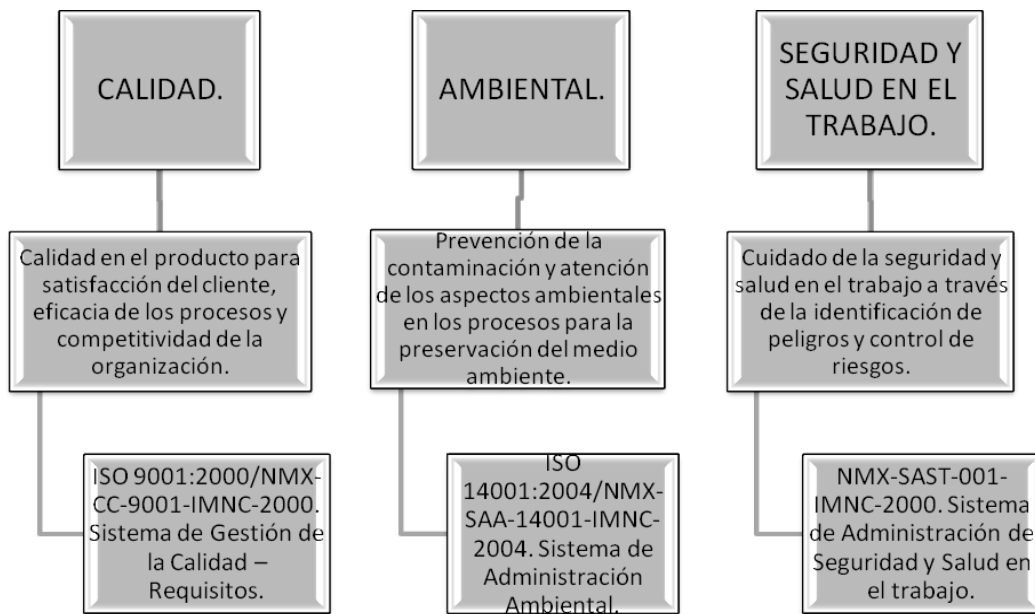 CALIDAD.
AMBIENTAL.
SEGURIDAD Y
SALUD EN EL
TRABAJO.
Calidad en el producto para
satisfacción del cliente,
eficacia de los procesos y
competitividad de la
organización.
Prevención de la
contaminación y atención
de los aspectos ambientales
en los procesos para la
preservación del medio
ambiente.
Cuidado de la seguridad y
salud en el trabajo a través
de la identificación de
peligros y control de
riesgos.
ISO 9001:2000/NMX-
CC-9001-IMNC-2000.
Sistema de Gestión de
la Calidad –
Requisitos.
ISO
14001:2004/NMX-
SAA-14001-IMNC-
2004. Sistema de
Administración
Ambiental.
NMX-SAST-001-
IMNC-2000. Sistema
de Administración de
Seguridad y Salud en
el trabajo.